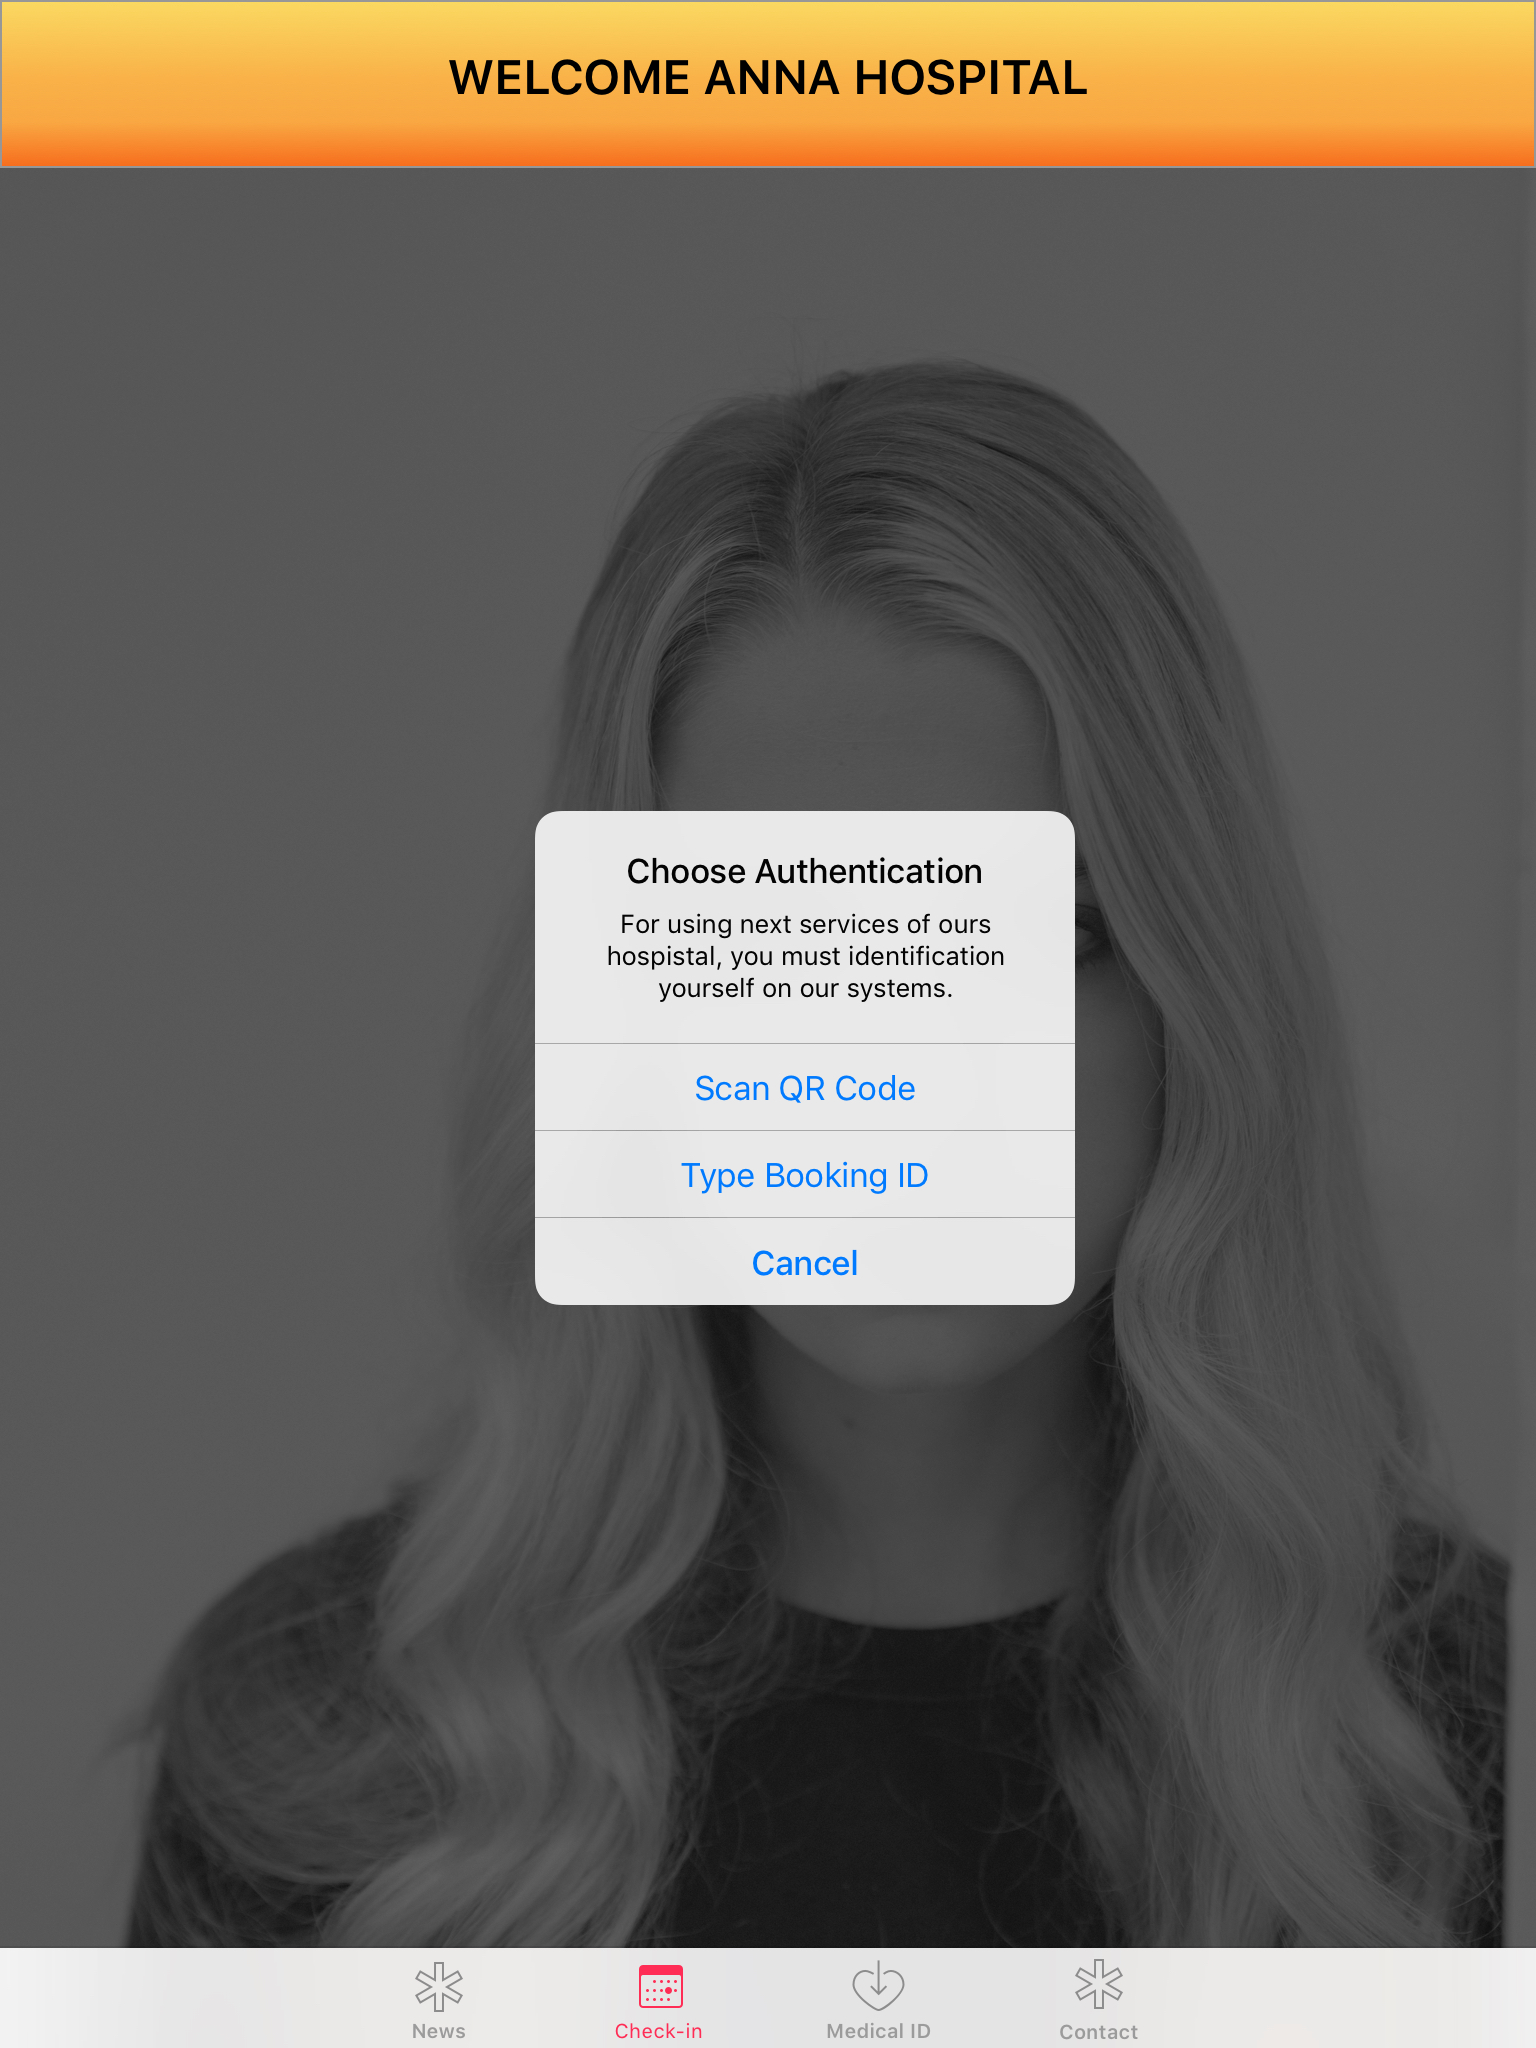 WELCOME ANNA HOSPITAL
Choose Authentication
For using next services of ours
hospistal, you must identification
yourself on our systems.
Scan QR Code
Type Booking ID
Cancel
News
Check-in
Medical ID
Contact